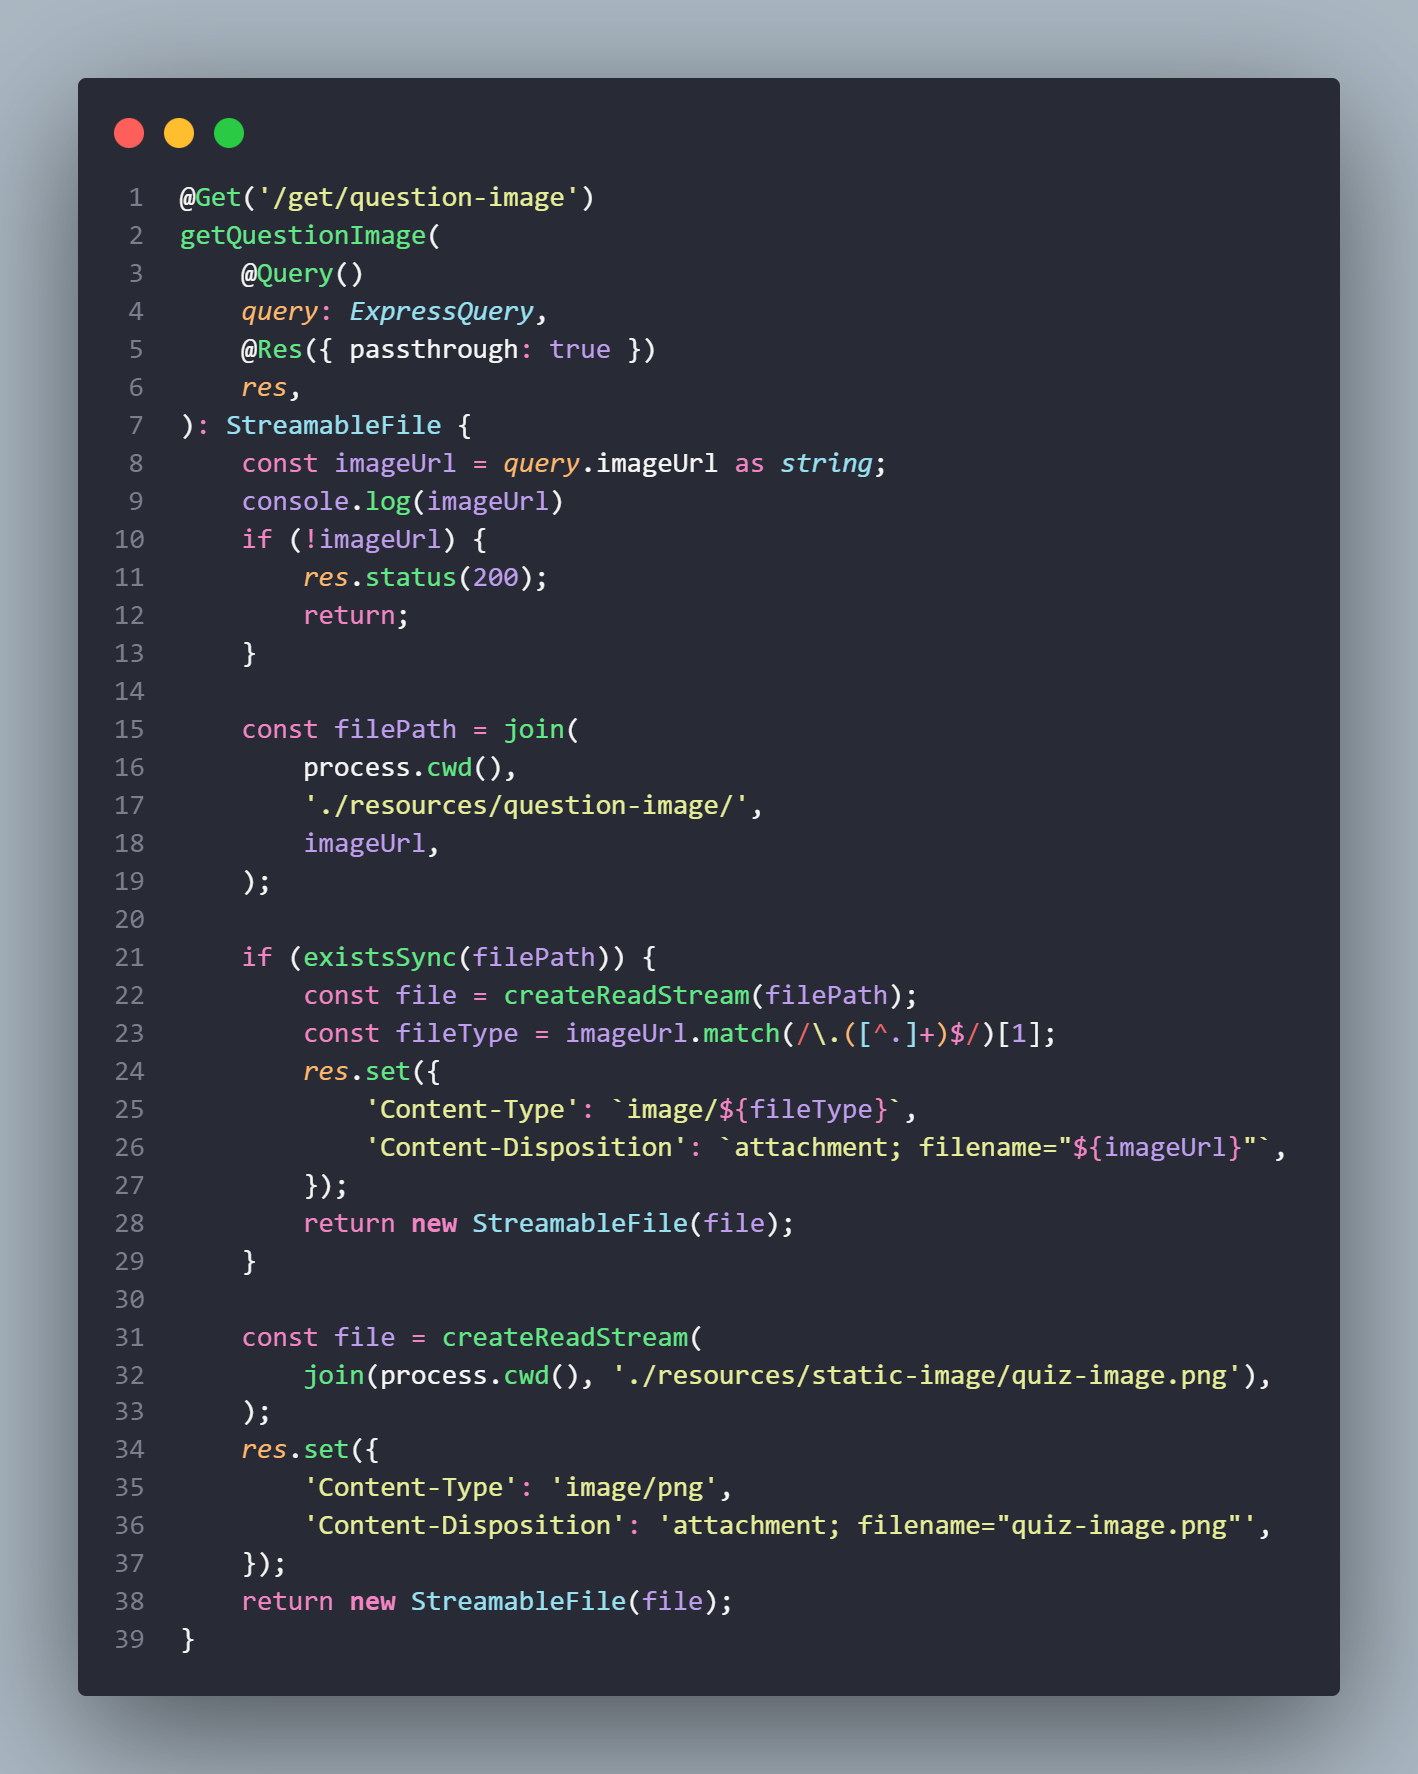 1 @Get('/get/question-image')
2 getQuestionImage(
3     @Query()
4     query: ExpressQuery,
5     @Res({ passthrough: true })
6     res,
7 ): StreamableFile {
8     const imageUrl = query.imageUrl as string;
9     console.log(imageUrl)
10     if (!imageUrl) {
11         res.status(200);
12         return;
13     }
14
15     const filePath = join(
16         process.cwd(),
17         './resources/question-image/',
18         imageUrl,
19     );
20
21     if (existsSync(filePath)) {
22         const file = createReadStream(filePath);
23         const fileType = imageUrl.match(/\.([^.]+)$/)[1];
24         res.set({
25             'Content-Type': `image/${fileType}`,
26             'Content-Disposition': `attachment; filename="${imageUrl}"`,
27         });
28         return new StreamableFile(file);
29     }
30
31     const file = createReadStream(
32         join(process.cwd(), './resources/static-image/quiz-image.png'),
33     );
34     res.set({
35         'Content-Type': 'image/png',
36         'Content-Disposition': 'attachment; filename="quiz-image.png"',
37     });
38     return new StreamableFile(file);
39 }